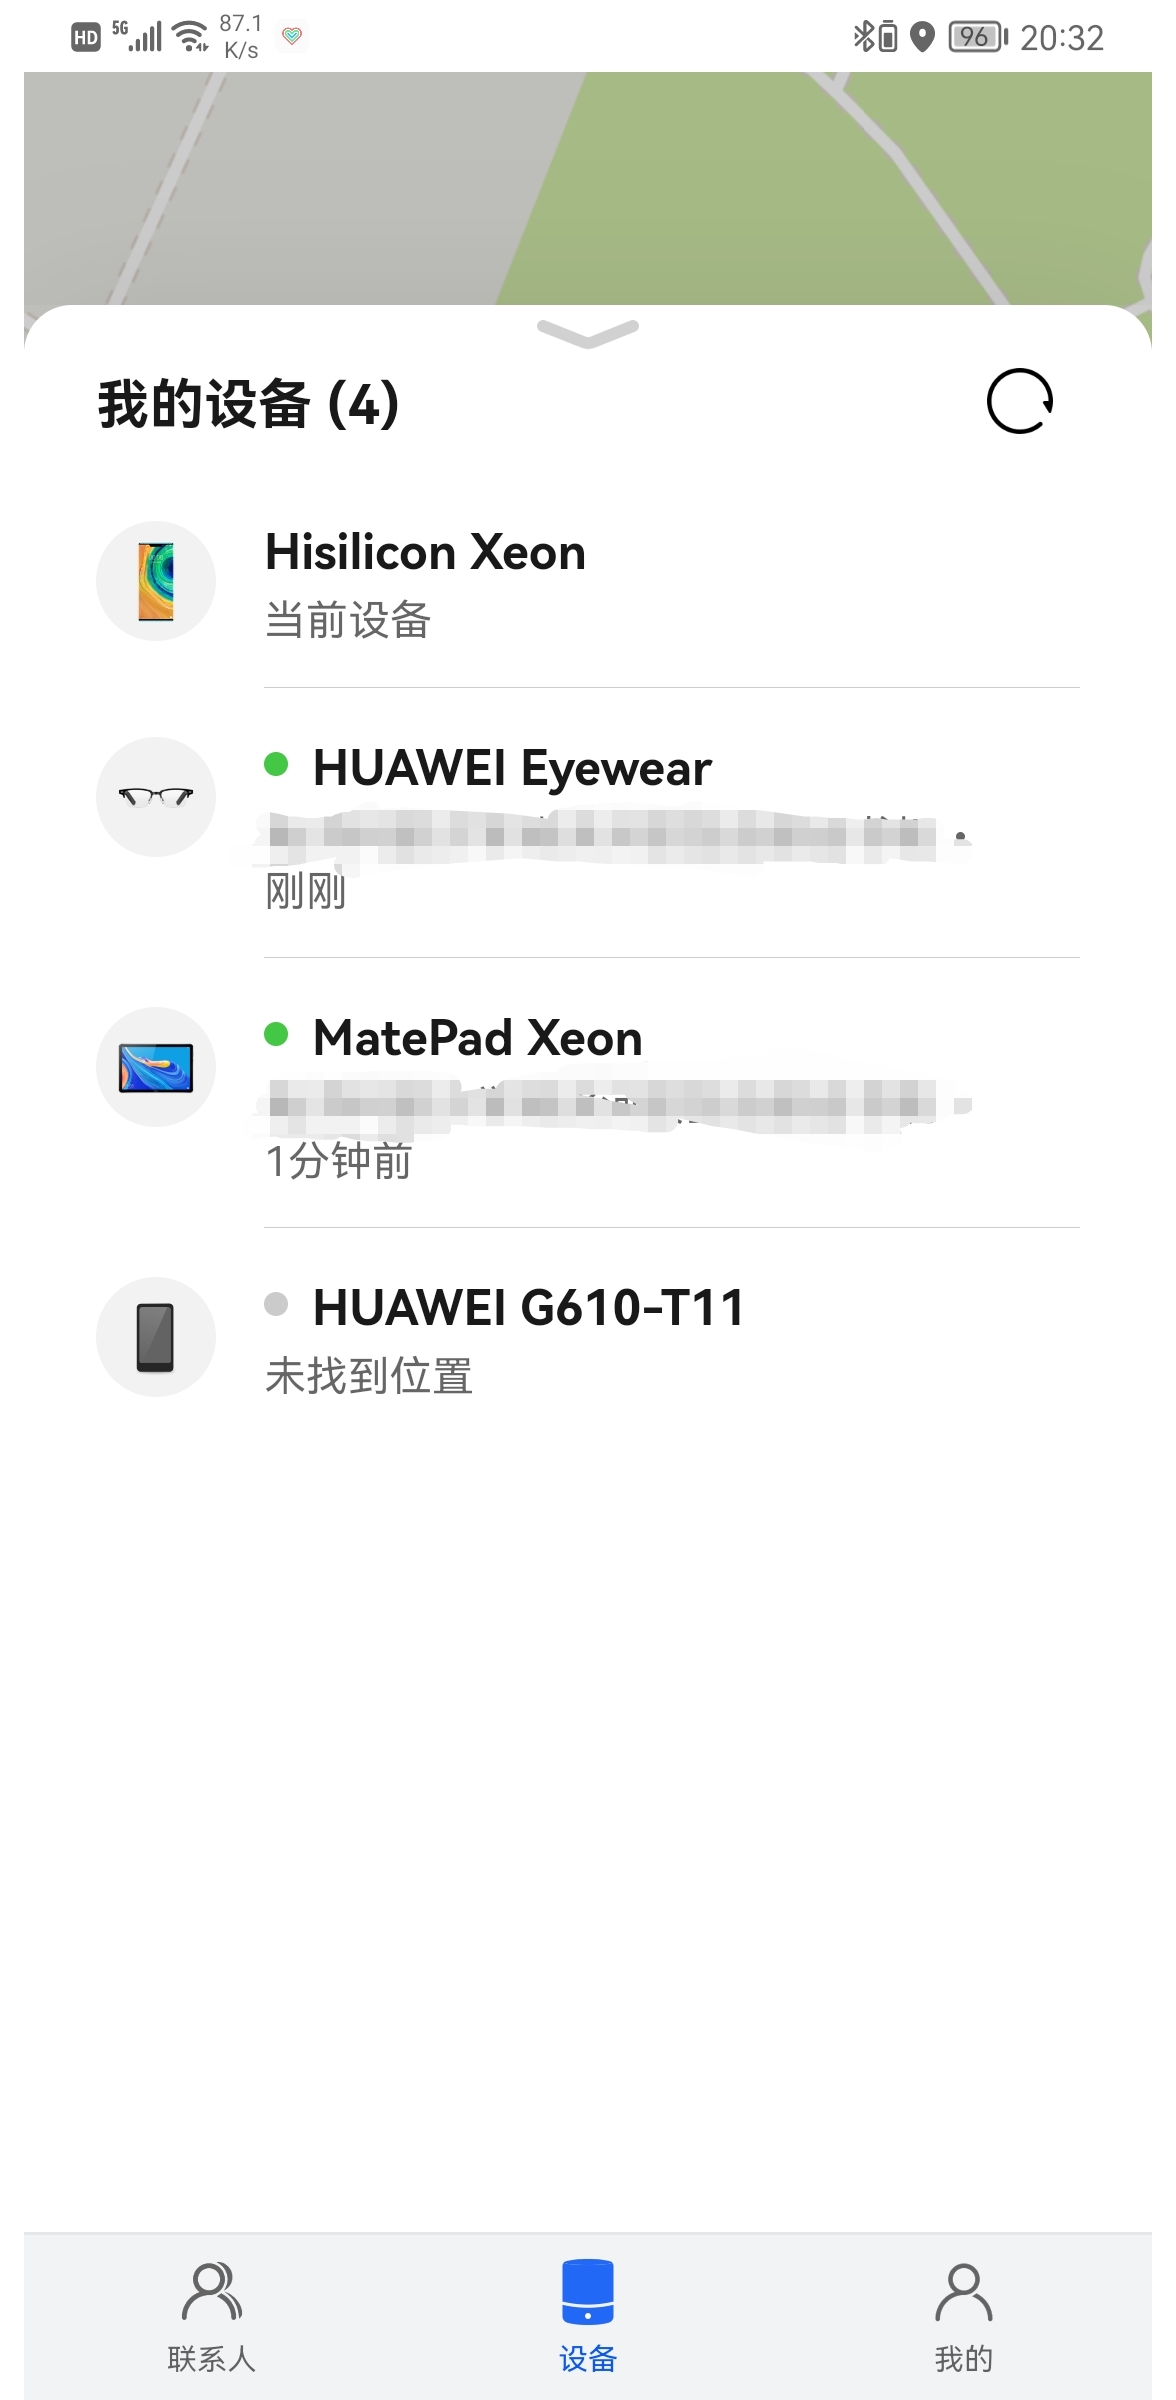 HD 5G 87.1 K/s 96 20:32
我的设备 (4)
Hisilicon Xeon
当前设备
HUAWEI Eyewear
刚刚
MatePad Xeon
1分钟前
HUAWEI G610-T11
未找到位置
联系人 设备 我的